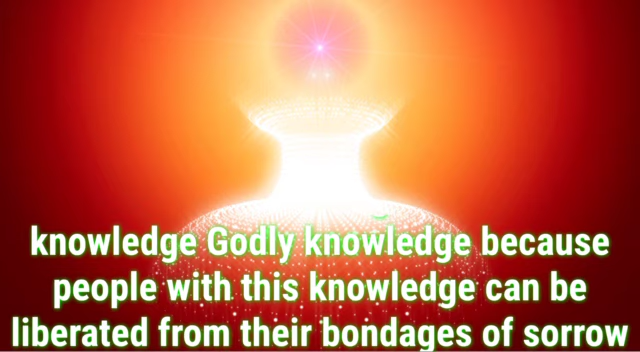 knowledge Godly knowledge because
people with this knowledge can be
liberated from their bondages of sorrow